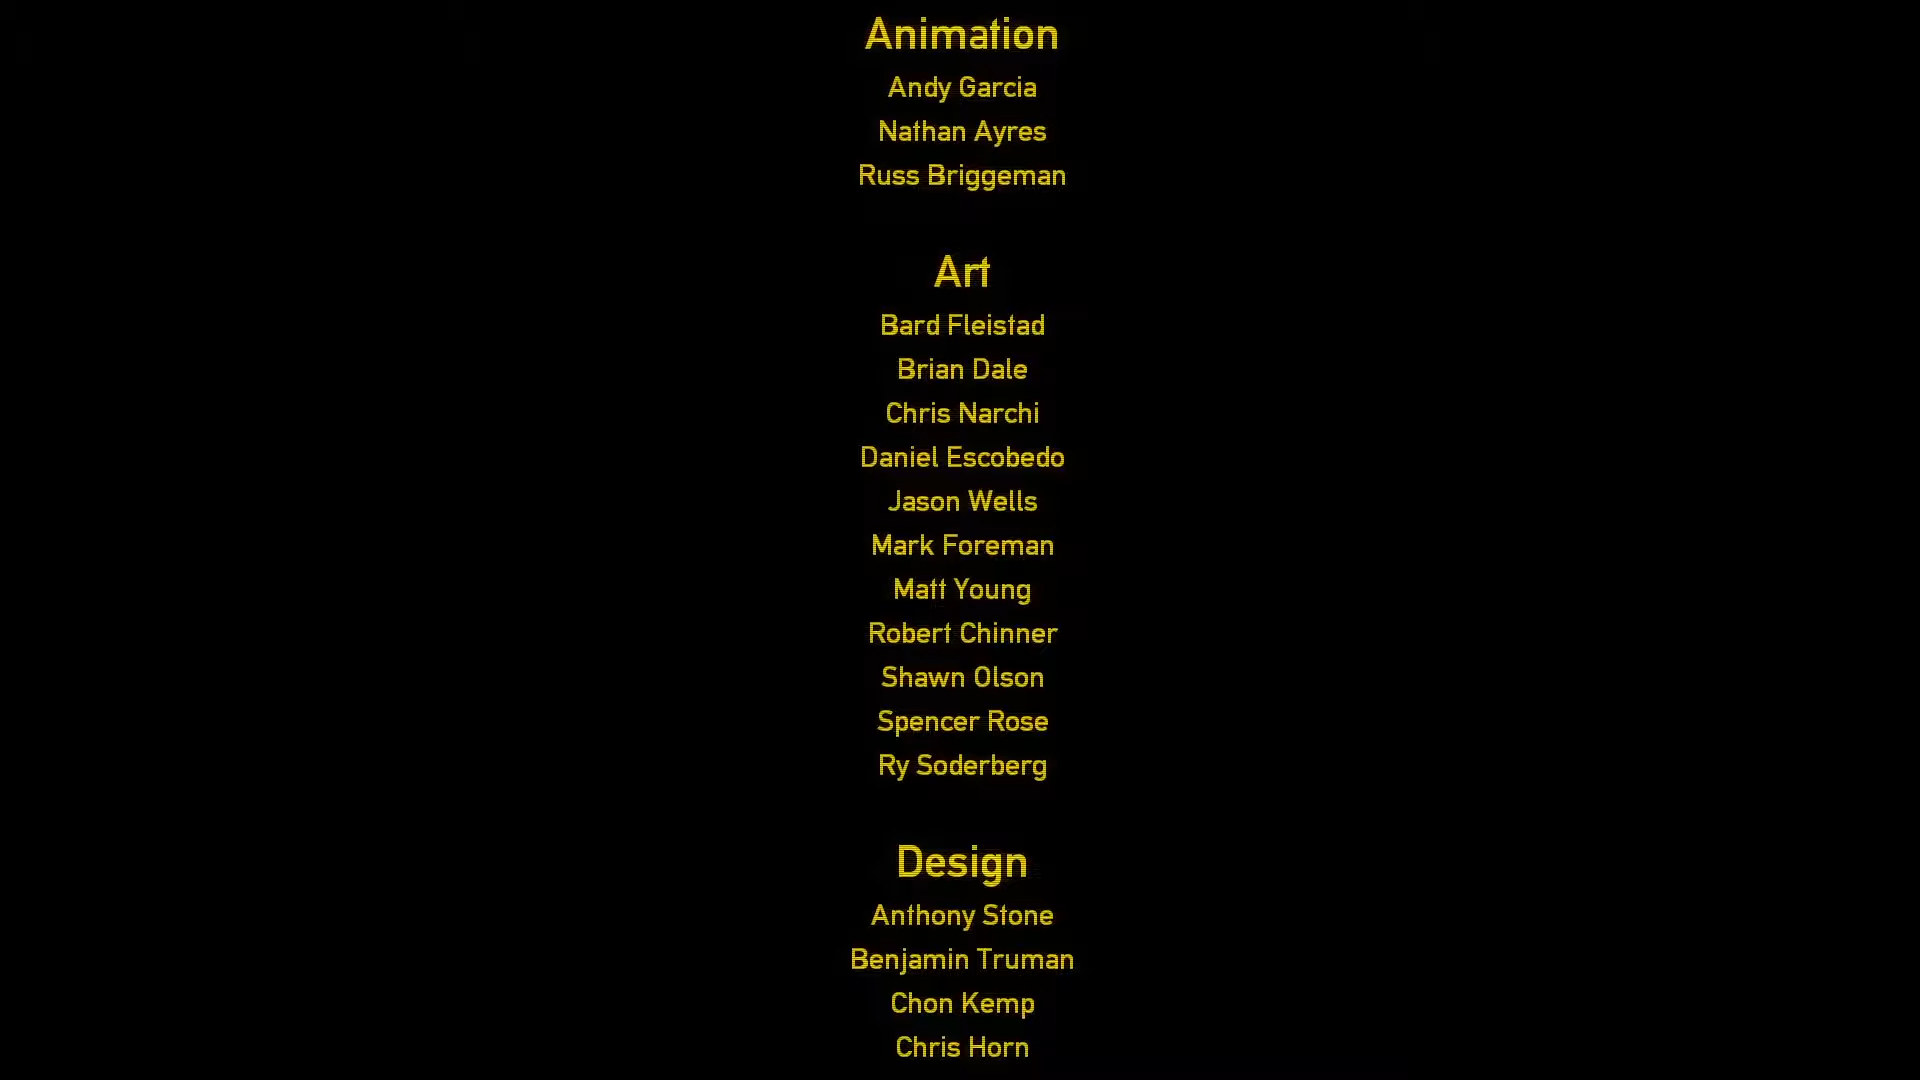 Animation
Andy Garcia
Nathan Ayres
Russ Briggeman
Art
Bard Fleistad
Brian Dale
Chris Narchi
Daniel Escobedo
Jason Wells
Mark Foreman
Matt Young
Robert Chinner
Shawn Olson
Spencer Rose
Ry Soderberg
Design
Anthony Stone
Benjamin Truman
Chon Kemp
Chris Horn